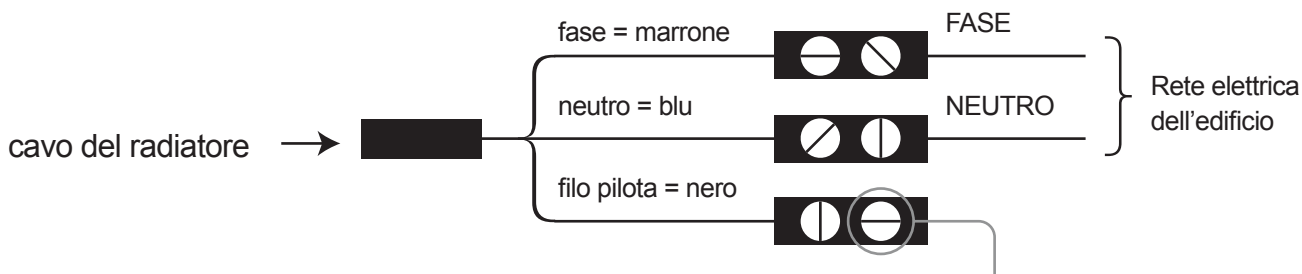 fase = marrone
FASE
neutro = blu
NEUTRO
Rete elettrica
dell’edificio
cavo del radiatore
filo pilota = nero